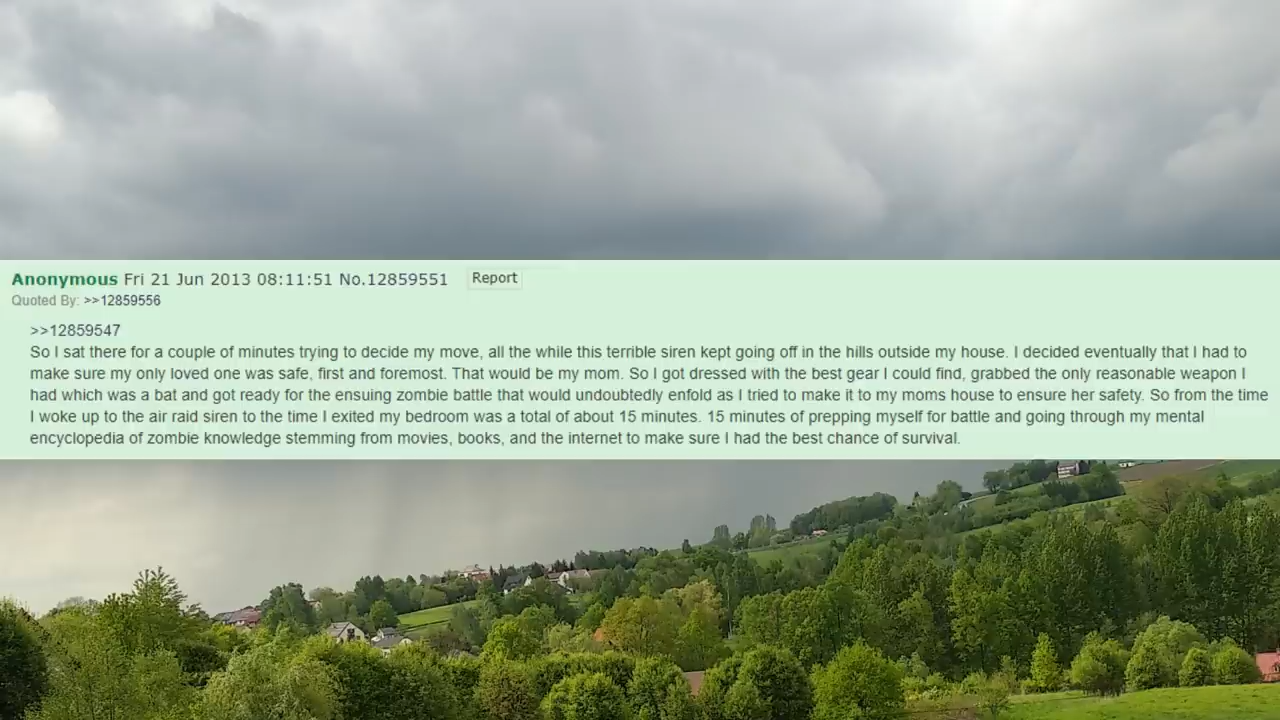 Anonymous Fri 21 Jun 2013 08:11:51 No.12859551 Report
Quoted By: >>12859556
>>12859547
So I sat there for a couple of minutes trying to decide my move, all the while this terrible siren kept going off in the hills outside my house. I decided eventually that I had to
make sure my only loved one was safe, first and foremost. That would be my mom. So I got dressed with the best gear I could find, grabbed the only reasonable weapon I
had which was a bat and got ready for the ensuing zombie battle that would undoubtedly enfold as I tried to make it to my moms house to ensure her safety. So from the time
I woke up to the air raid siren to the time I exited my bedroom was a total of about 15 minutes. 15 minutes of prepping myself for battle and going through my mental
encyclopedia of zombie knowledge stemming from movies, books, and the internet to make sure I had the best chance of survival.